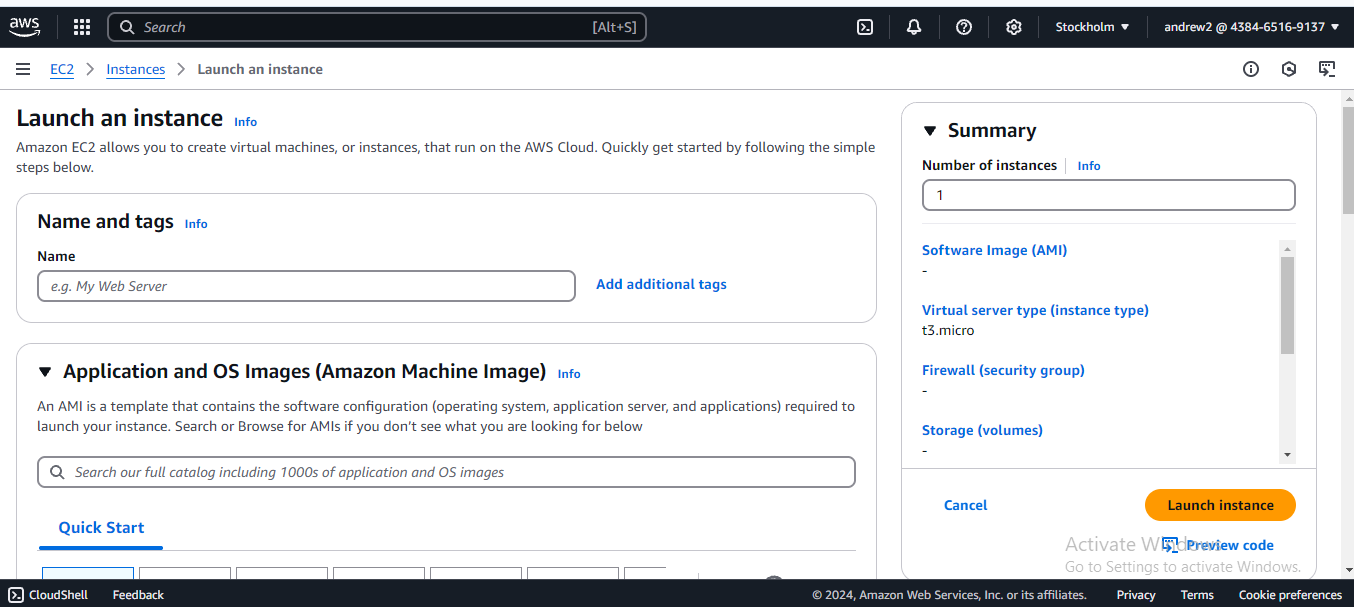 aws
Search
[Alt+S]
Stockholm
andrew2 @ 4384-6516-9137
EC2
Instances
Launch an instance
Launch an instance
Info
Amazon EC2 allows you to create virtual machines, or instances, that run on the AWS Cloud. Quickly get started by following the simple
steps below.
Name and tags
Info
Name
e.g. My Web Server
Add additional tags
Application and OS Images (Amazon Machine Image)
Info
An AMI is a template that contains the software configuration (operating system, application server, and applications) required to
launch your instance. Search or Browse for AMIs if you don’t see what you are looking for below
Search our full catalog including 1000s of application and OS images
Quick Start
Summary
Number of instances
Info
1
Software Image (AMI)
-
Virtual server type (instance type)
t3.micro
Firewall (security group)
-
Storage (volumes)
-
Cancel
Launch instance
Preview code
Activate Windows
Go to Settings to activate Windows.
CloudShell
Feedback
© 2024, Amazon Web Services, Inc. or its affiliates.
Privacy
Terms
Cookie preferences